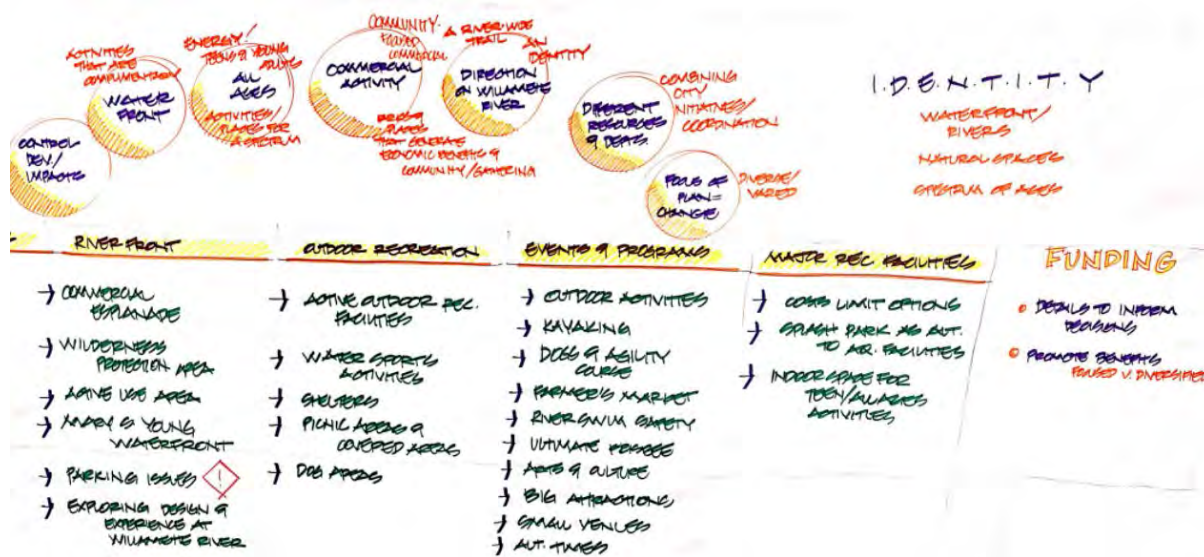 ACTIVITIES
THAT ARE
COMPLIMENTARY
WATER
FRONT
CONTROL
DEV./
IMPACTS
ENERGY/
TEENS & YOUNG
ADULTS
ALL
AGES
ACTIVITIES/
PLACES FOR
A SPECTRUM
COMMUNITY-
FOCUSED
COMMERCIAL
COMMERCIAL
ACTIVITY
PLACES
THAT GENERATE
ECONOMIC BENEFITS &
COMMUNITY/GATHERING
A RIVER-WIDE
TRAIL
AN
IDENTITY
DIRECTION
ON WILLAMETTE
RIVER
DIFFERENT
RESOURCES
& DEPTS.
COMBINING
CITY
INITIATIVES/
COORDINATION
FOCUS OF
PLAN =
CHANGE
DIVERSE/
VARIED
I.D.E.N.T.I.T.Y
WATERFRONT/
RIVERS
NATURAL SPACES
SPECTRUM OF AGES
RIVERFRONT
→ COMMERCIAL
ESPLANADE
→ WILDERNESS
PROTECTION AREA
→ ACTIVE USE AREA
→ MARY S YOUNG
WATERFRONT
→ PARKING ISSUES !
→ EXPLORING DESIGN &
EXPERIENCE AT
WILLAMETTE RIVER
OUTDOOR RECREATION
→ ACTIVE OUTDOOR REC.
FACILITIES
→ WATER SPORTS
ACTIVITIES
→ SHELTERS
→ PICNIC AREAS &
COVERED AREAS
→ DOG AREAS
EVENTS & PROGRAMS
→ OUTDOOR ACTIVITIES
→ KAYAKING
→ DOGS & AGILITY
COURSE
→ FARMER'S MARKET
→ RIVER SWIM SAFETY
→ ULTIMATE FRISBEE
→ ARTS & CULTURE
→ BIG ATTRACTIONS
→ SMALL VENUES
→ ALT. TIMES
MAJOR REC. FACILITIES
→ COSTS LIMIT OPTIONS
→ SPLASH PARK AS ALT.
TO AQ. FACILITIES
→ INDOOR SPACE FOR
TEEN/ALL AGES
ACTIVITIES
FUNDING
• DETAILS TO INFORM
DECISIONS
• PROMOTE BENEFITS
FOCUSED V. DIVERSIFIED